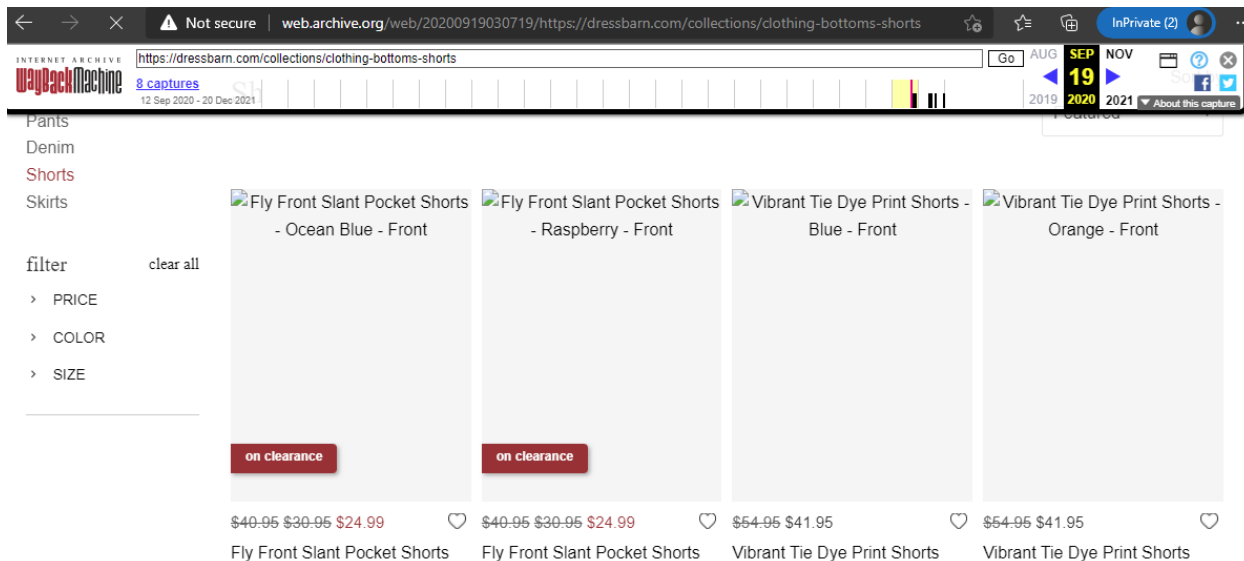 Not secure | web.archive.org/web/20200919030719/https://dressbarn.com/collections/clothing-bottoms-shorts
InPrivate (2)
INTERNET ARCHIVE
WayBackMachine
https://dressbarn.com/collections/clothing-bottoms-shorts
Go
8 captures
12 Sep 2020 - 20 Dec 2021
AUG SEP NOV
19
2019 2020 2021
About this capture
Pants
Denim
Shorts
Skirts
Featured
filter
clear all
PRICE
COLOR
SIZE
Fly Front Slant Pocket Shorts
- Ocean Blue - Front
on clearance
$40.95 $30.95 $24.99
Fly Front Slant Pocket Shorts
Fly Front Slant Pocket Shorts
- Raspberry - Front
on clearance
$40.95 $30.95 $24.99
Fly Front Slant Pocket Shorts
Vibrant Tie Dye Print Shorts -
Blue - Front
$54.95 $41.95
Vibrant Tie Dye Print Shorts
Vibrant Tie Dye Print Shorts -
Orange - Front
$54.95 $41.95
Vibrant Tie Dye Print Shorts